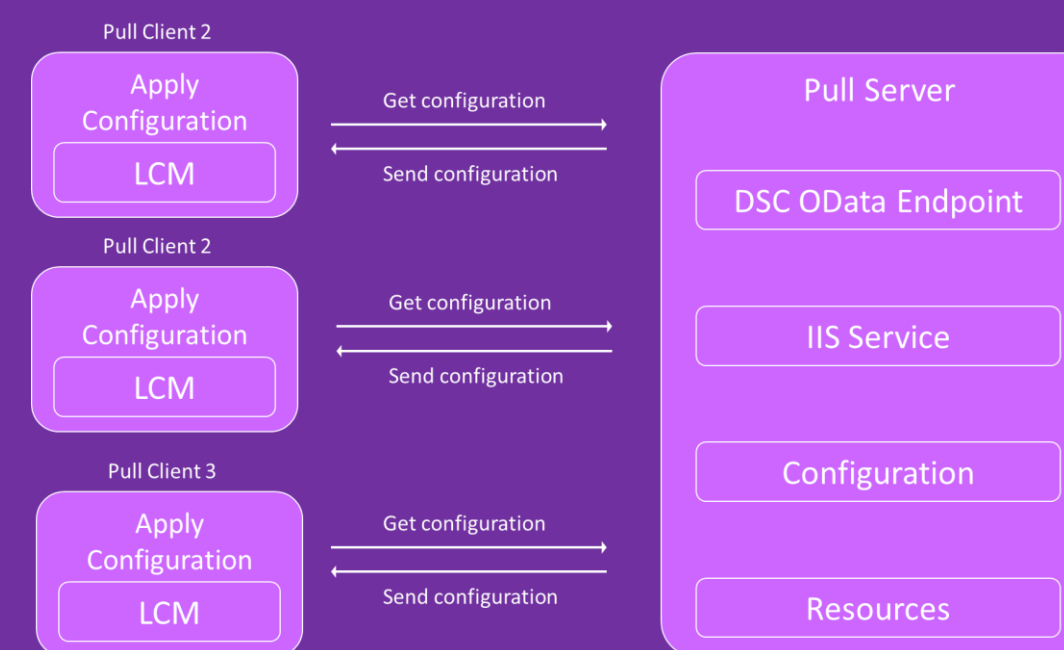 Pull Client 2
Apply
Configuration
LCM
Get configuration
Send configuration
Pull Client 2
Apply
Configuration
LCM
Get configuration
Send configuration
Pull Client 3
Apply
Configuration
LCM
Get configuration
Send configuration
Pull Server
DSC OData Endpoint
IIS Service
Configuration
Resources